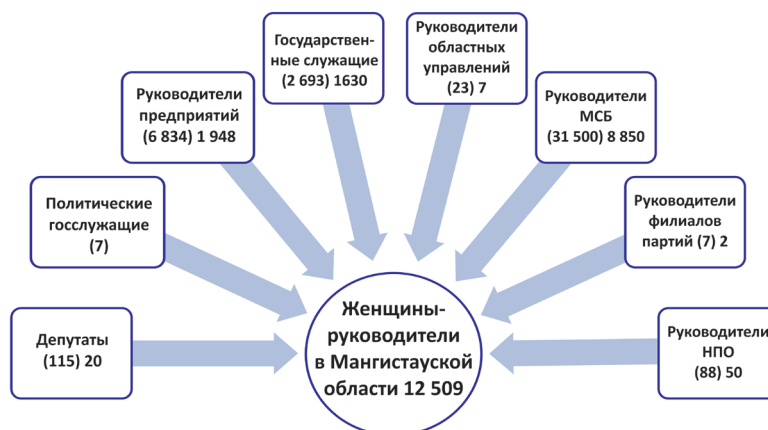 Депутаты
(115) 20
Политические
госслужащие
(7)
Руководители
предприятий
(6 834) 1 948
Государствен-
ные служащие
(2 693) 1630
Руководители
областных
управлений
(23) 7
Руководители
МСБ
(31 500) 8 850
Руководители
филиалов
партий (7) 2
Руководители
НПО
(88) 50
Женщины-
руководители
в Мангистауской
области 12 509